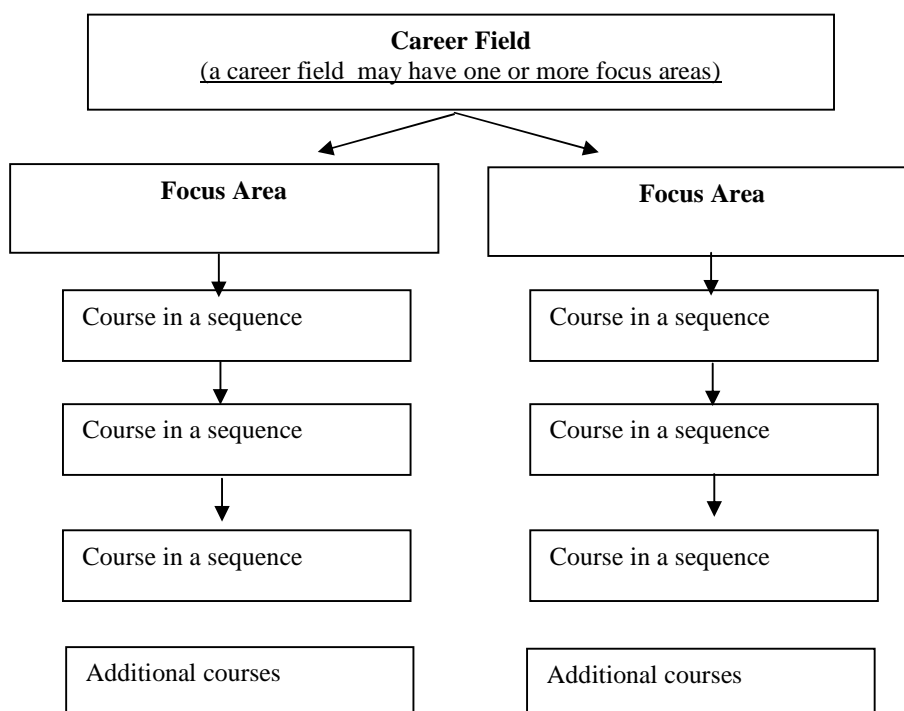 Career Field
(a career field  may have one or more focus areas)
Focus Area
Focus Area
Course in a sequence
Course in a sequence
Course in a sequence
Course in a sequence
Course in a sequence
Course in a sequence
Additional courses
Additional courses